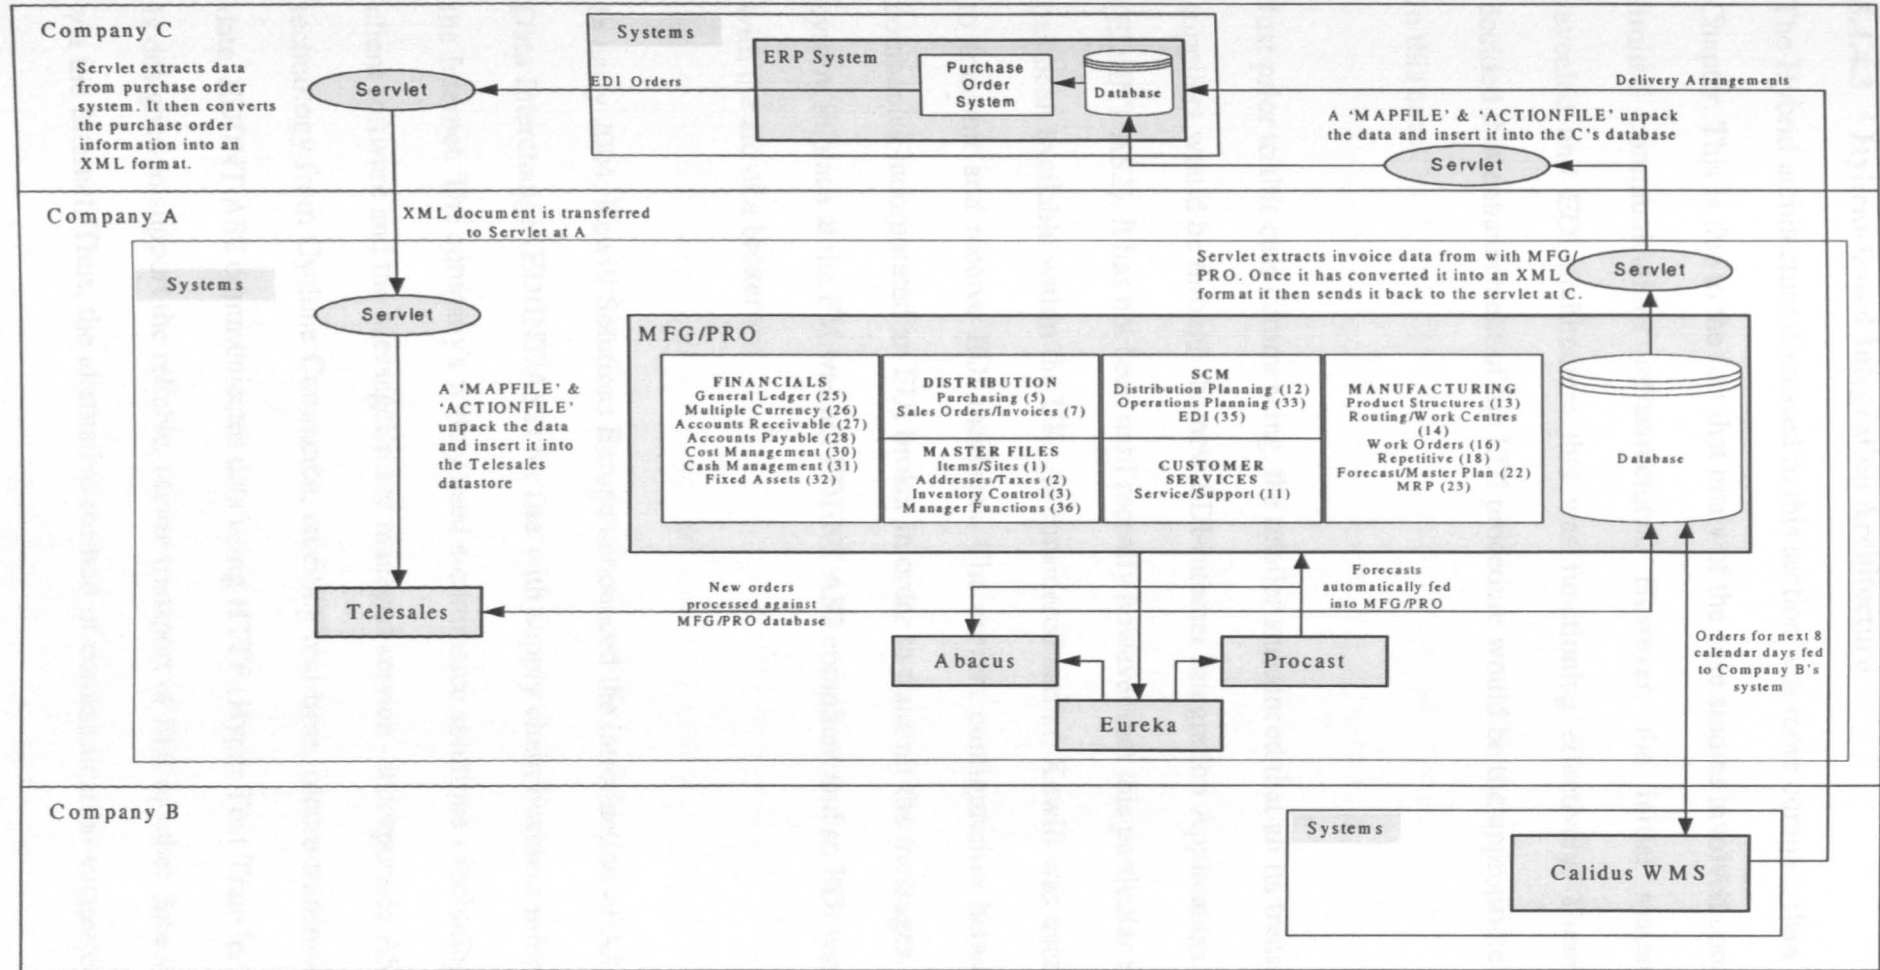 Company C
Servlet extracts data
from purchase order
system. It then converts
the purchase order
information into an
XML format.
Servlet
EDI Orders
Systems
ERP System
Purchase
Order
System
Database
Delivery Arrangements
A ‘MAPFILE’ & ‘ACTIONFILE’ unpack
the data and insert it into the C's database
Servlet
Company A
XML document is transferred
to Servlet at A
Systems
Servlet
Servlet extracts invoice data from with MFG/
PRO. Once it has converted it into an XML
format it then sends it back to the servlet at C.
Servlet
A ‘MAPFILE’ &
‘ACTIONFILE’
unpack the data
and insert it into
the Telesales
datastore
MFG/PRO
FINANCIALS
General Ledger (25)
Multiple Currency (26)
Accounts Receivable (27)
Accounts Payable (28)
Cost Management (30)
Cash Management (31)
Fixed Assets (32)
DISTRIBUTION
Purchasing (5)
Sales Orders/Invoices (7)
MASTER FILES
Items/Sites (1)
Addresses/Taxes (2)
Inventory Control (3)
Manager Functions (36)
SCM
Distribution Planning (12)
Operations Planning (33)
EDI (35)
CUSTOMER
SERVICES
Service/Support (11)
MANUFACTURING
Product Structures (13)
Routing/Work Centres
(14)
Work Orders (16)
Repetitive (18)
Forecast/Master Plan (22)
MRP (23)
Database
Telesales
New orders
processed against
MFG/PRO database
Forecasts
automatically fed
into MFG/PRO
Abacus
Procast
Eureka
Orders for next 8
calendar days fed
to Company B's
system
Company B
Systems
Calidus WMS